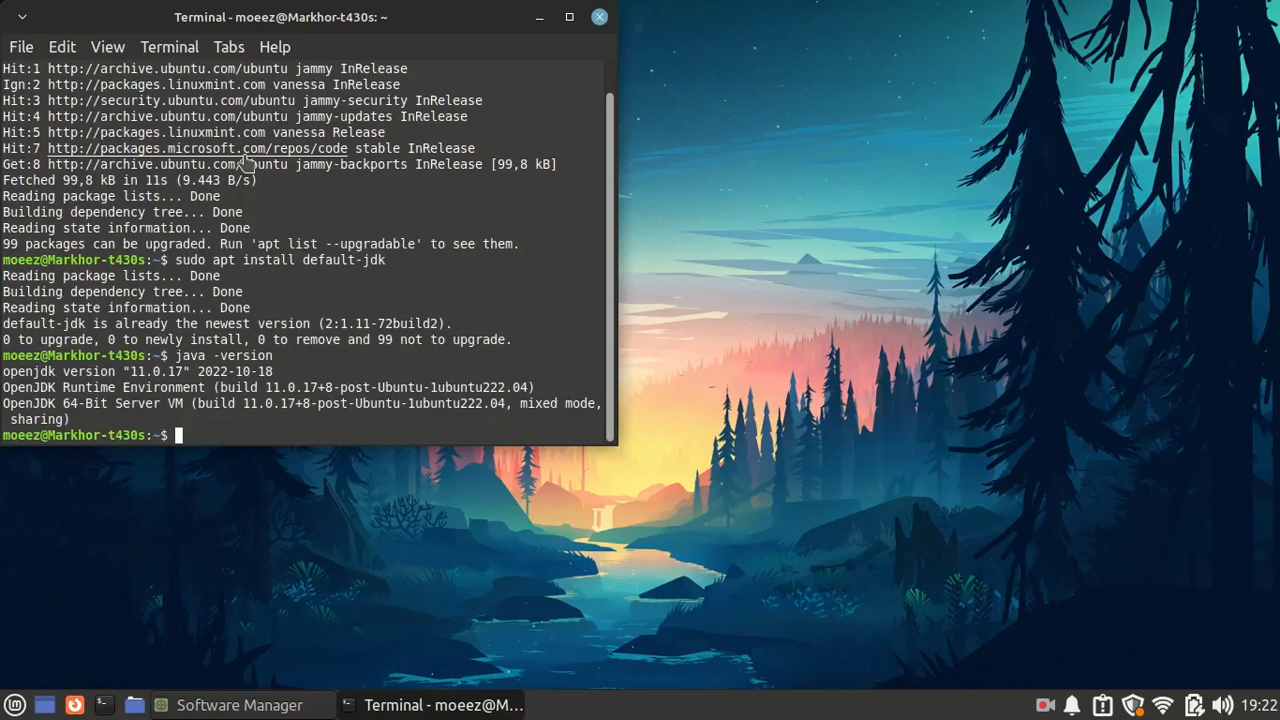 Terminal - moeez@Markhor-t430s: ~
File Edit View Terminal Tabs Help
Hit:1 http://archive.ubuntu.com/ubuntu jammy InRelease
Ign:2 http://packages.linuxmint.com vanessa InRelease
Hit:3 http://security.ubuntu.com/ubuntu jammy-security InRelease
Hit:4 http://archive.ubuntu.com/ubuntu jammy-updates InRelease
Hit:5 http://packages.linuxmint.com vanessa Release
Hit:7 http://packages.microsoft.com/repos/code stable InRelease
Get:8 http://archive.ubuntu.com/ubuntu jammy-backports InRelease [99,8 kB]
Fetched 99,8 kB in 11s (9.443 B/s)
Reading package lists... Done
Building dependency tree... Done
Reading state information... Done
99 packages can be upgraded. Run 'apt list --upgradable' to see them.
moeez@Markhor-t430s:~$ sudo apt install default-jdk
Reading package lists... Done
Building dependency tree... Done
Reading state information... Done
default-jdk is already the newest version (2:1.11-72build2).
0 to upgrade, 0 to newly install, 0 to remove and 99 not to upgrade.
moeez@Markhor-t430s:~$ java -version
openjdk version "11.0.17" 2022-10-18
OpenJDK Runtime Environment (build 11.0.17+8-post-Ubuntu-1ubuntu222.04)
OpenJDK 64-Bit Server VM (build 11.0.17+8-post-Ubuntu-1ubuntu222.04, mixed mode,
sharing)
moeez@Markhor-t430s:~$
Software Manager
Terminal - moeez@M...
19:22